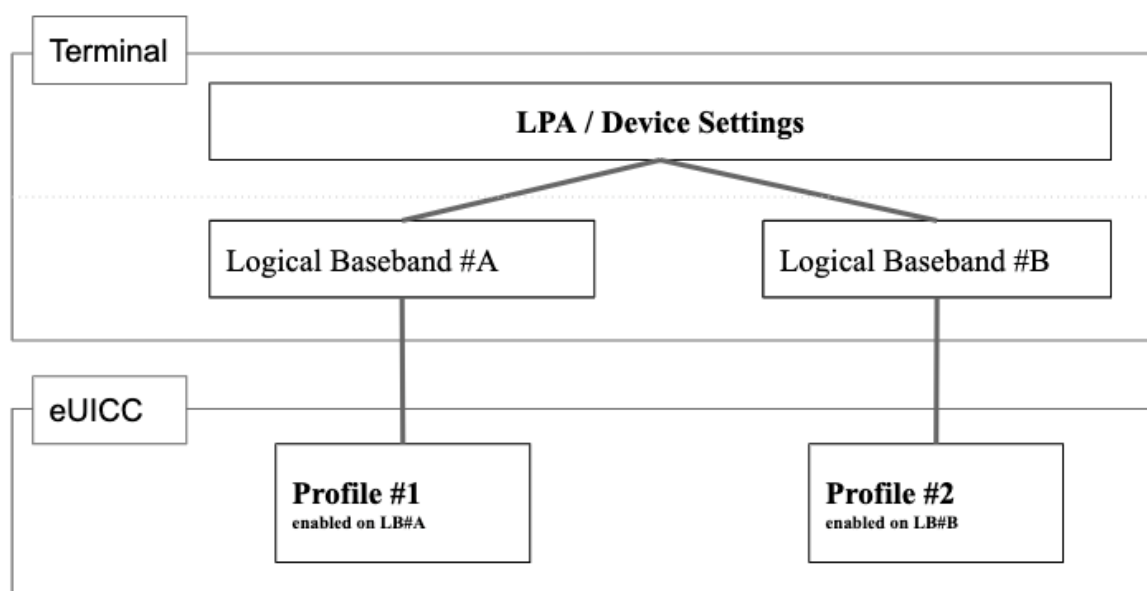 Terminal
LPA / Device Settings
Logical Baseband #A
Logical Baseband #B
eUICC
Profile #1
enabled on LB#A
Profile #2
enabled on LB#B